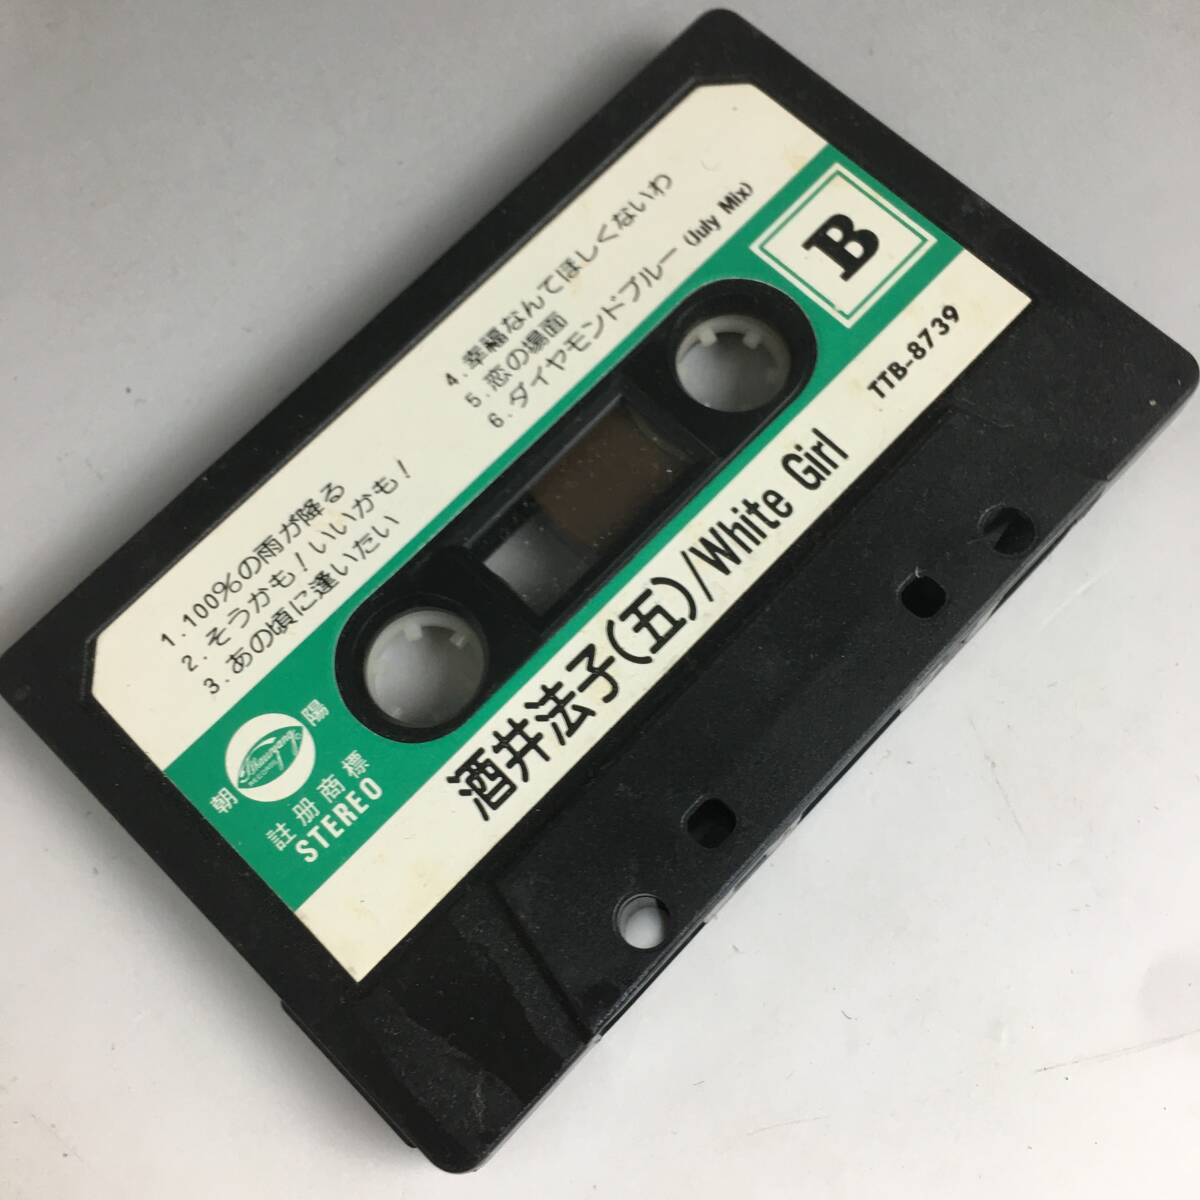 1.100%の雨が降る
2.そうかも！いいかも！
3.あの頃に逢いたい
4.幸福なんてほしくないわ
5.恋の場面
6.ダイヤモンドブルー(July Mix)
B
朝陽
Shawyang
RECORDS
註册商標
STEREO
酒井法子(五)/White Girl
TTB-8739